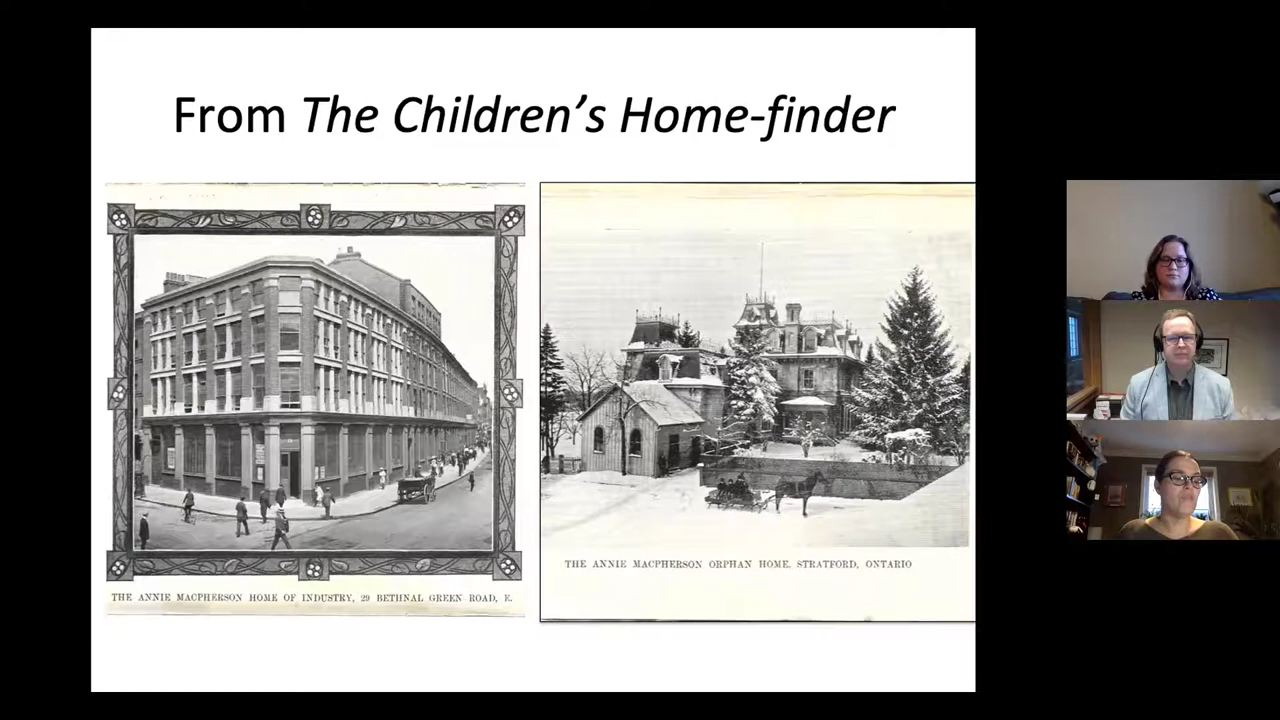 From The Children’s Home-finder
THE ANNIE MACPHERSON HOME OF INDUSTRY, 29 BETHNAL GREEN ROAD, E.
THE ANNIE MACPHERSON ORPHAN HOME. STRATFORD, ONTARIO